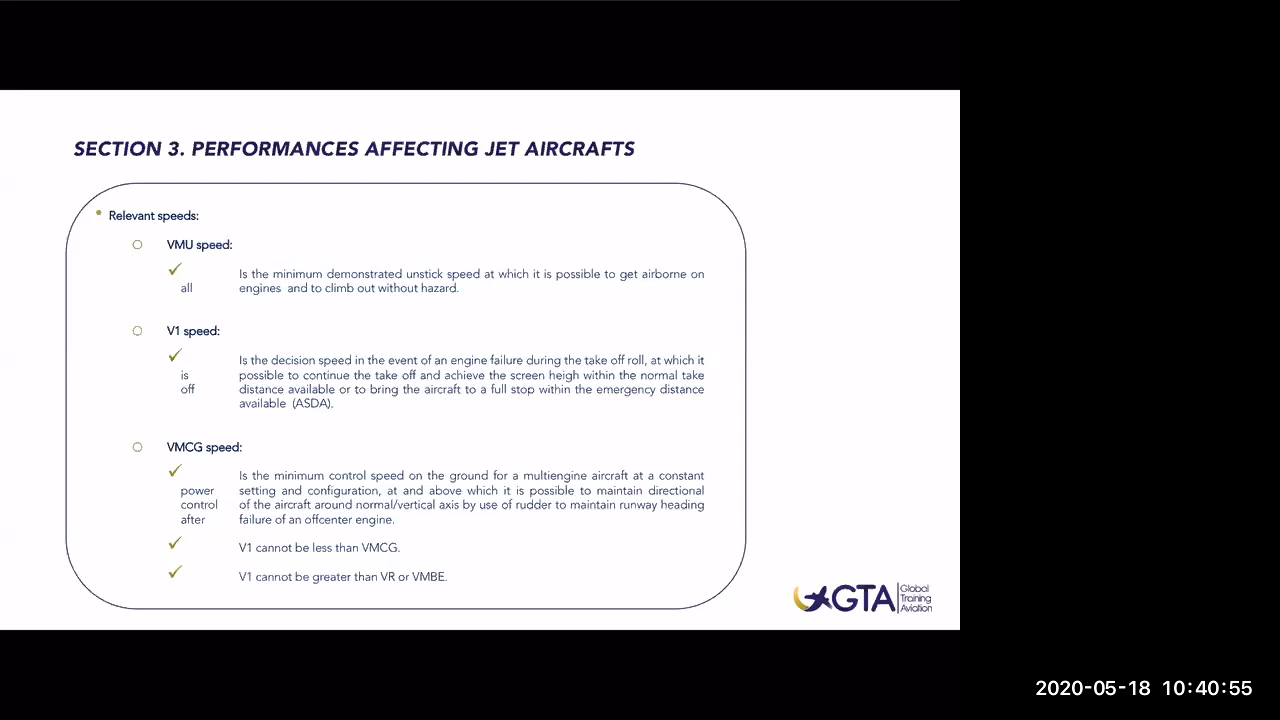 SECTION 3. PERFORMANCES AFFECTING JET AIRCRAFTS
• Relevant speeds:
VMU speed:
✓ Is the minimum demonstrated unstick speed at which it is possible to get airborne on
all engines and to climb out without hazard.
V1 speed:
✓ Is the decision speed in the event of an engine failure during the take off roll, at which it
is possible to continue the take off and achieve the screen heigh within the normal take
off distance available or to bring the aircraft to a full stop within the emergency distance
available (ASDA).
VMCG speed:
✓ Is the minimum control speed on the ground for a multiengine aircraft at a constant
power setting and configuration, at and above which it is possible to maintain directional
control of the aircraft around normal/vertical axis by use of rudder to maintain runway heading
after failure of an offcenter engine.
✓ V1 cannot be less than VMCG.
✓ V1 cannot be greater than VR or VMBE.
GTA
Global
Training
Aviation
2020-05-18 10:40:55